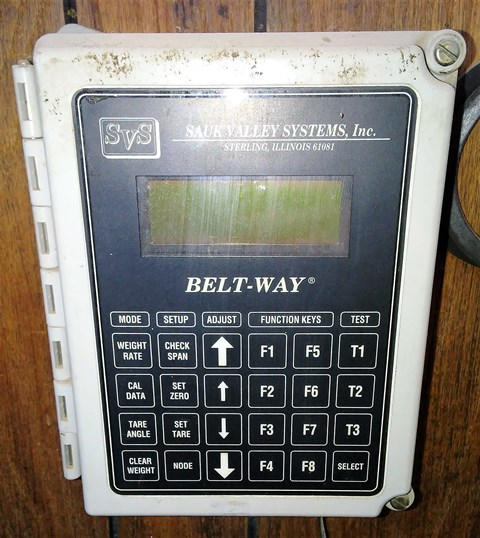 SVS
SAUK VALLEY SYSTEMS, Inc.
STERLING, ILLINOIS 61081
BELT-WAY®
MODE SETUP ADJUST FUNCTION KEYS TEST
WEIGHT RATE CHECK SPAN F1 F5 T1
CAL DATA SET ZERO F2 F6 T2
TARE ANGLE SET TARE F3 F7 T3
CLEAR WEIGHT NODE F4 F8 SELECT